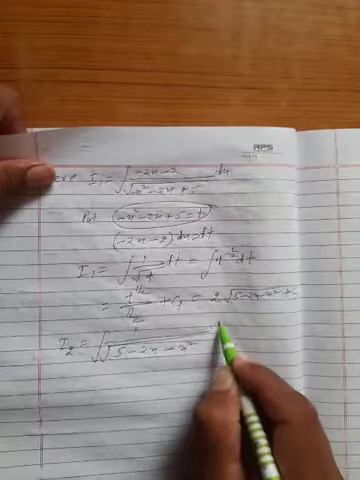 RPS
I₁ = ∫ -2x-2 / √-x²-2x+5 dx
Put (-x²-2x+5 = t)
(-2x-2) dx = dt
I₁ = ∫ 1/√t dt = ∫ t^-1/2 dt
= t^1/2 / 1/2 + C₁ = 2√5-2x-x² + C₁
I₂ = ∫ 1 / √5-2x-x²